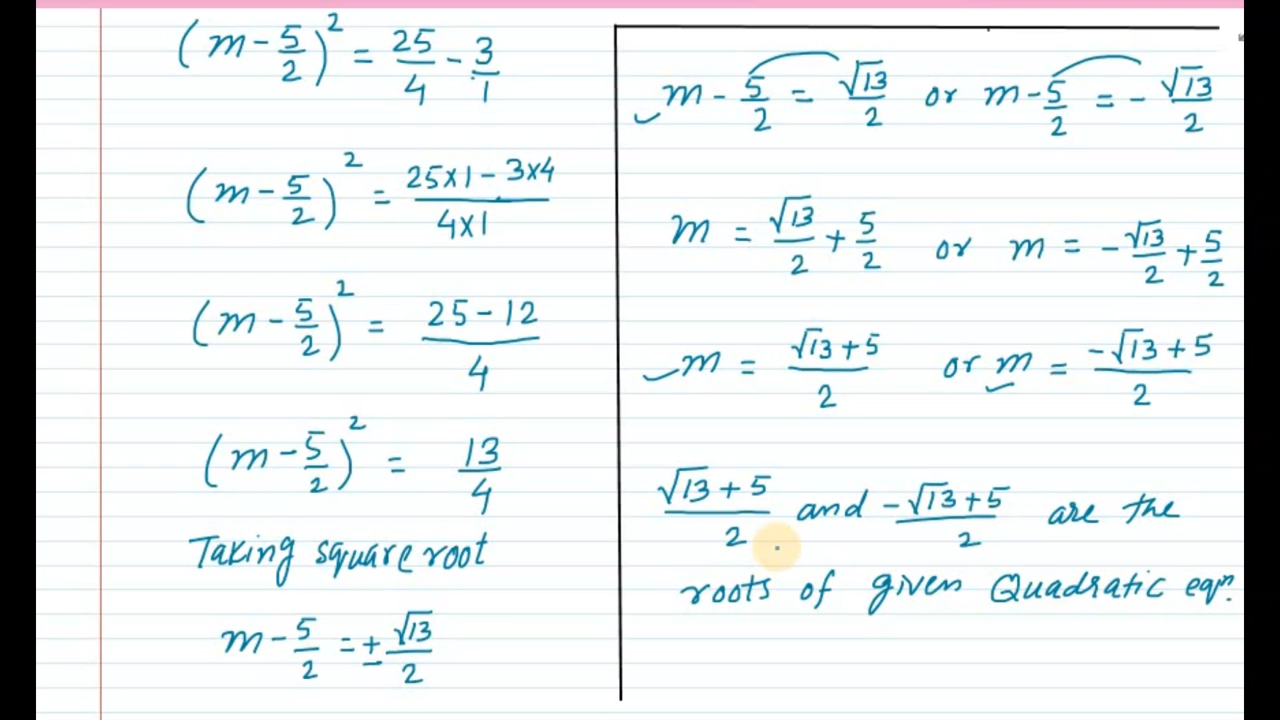 (m - 5/2)² = 25/4 - 3/1
(m - 5/2)² = 25×1 - 3×4 / 4×1
(m - 5/2)² = 25 - 12 / 4
(m - 5/2)² = 13/4
Taking square root
m - 5/2 = ± √13/2
m - 5/2 = √13/2 or m - 5/2 = - √13/2
m = √13/2 + 5/2 or m = - √13/2 + 5/2
m = √13 + 5 / 2 or m = -√13 + 5 / 2
√13 + 5 / 2 and -√13 + 5 / 2 are the
roots of given Quadratic eqn.